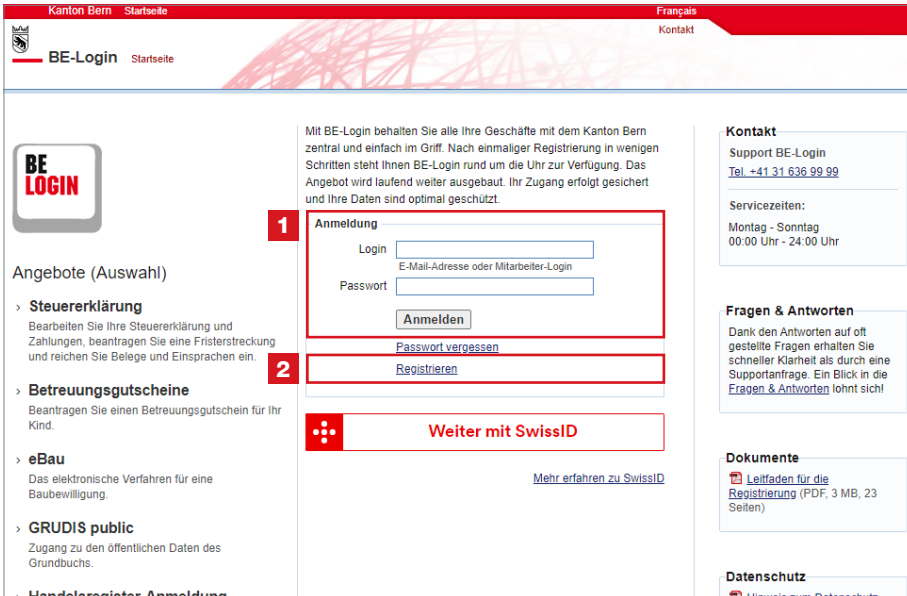 Kanton Bern Startseite
Français
Kontakt
BE-Login Startseite
BE
LOGIN
Angebote (Auswahl)
› Steuererklärung
Bearbeiten Sie Ihre Steuererklärung und
Zahlungen, beantragen Sie eine Fristerstreckung
und reichen Sie Belege und Einsprachen ein.
› Betreuungsgutscheine
Beantragen Sie einen Betreuungsgutschein für Ihr
Kind.
› eBau
Das elektronische Verfahren für eine
Baubewilligung.
› GRUDIS public
Zugang zu den öffentlichen Daten des
Grundbuchs.
› Handelsregister-Anmeldung
Mit BE-Login behalten Sie alle Ihre Geschäfte mit dem Kanton Bern
zentral und einfach im Griff. Nach einmaliger Registrierung in wenigen
Schritten steht Ihnen BE-Login rund um die Uhr zur Verfügung. Das
Angebot wird laufend weiter ausgebaut. Ihr Zugang erfolgt gesichert
und Ihre Daten sind optimal geschützt.
1
Anmeldung
Login
E-Mail-Adresse oder Mitarbeiter-Login
Passwort
Anmelden
Passwort vergessen
2
Registrieren
Weiter mit SwissID
Mehr erfahren zu SwissID
Kontakt
Support BE-Login
Tel. +41 31 636 99 99
Servicezeiten:
Montag - Sonntag
00:00 Uhr - 24:00 Uhr
Fragen & Antworten
Dank den Antworten auf oft
gestellte Fragen erhalten Sie
schneller Klarheit als durch eine
Supportanfrage. Ein Blick in die
Fragen & Antworten lohnt sich!
Dokumente
Leitfaden für die
Registrierung (PDF, 3 MB, 23
Seiten)
Datenschutz
Hinweis zum Datenschutz